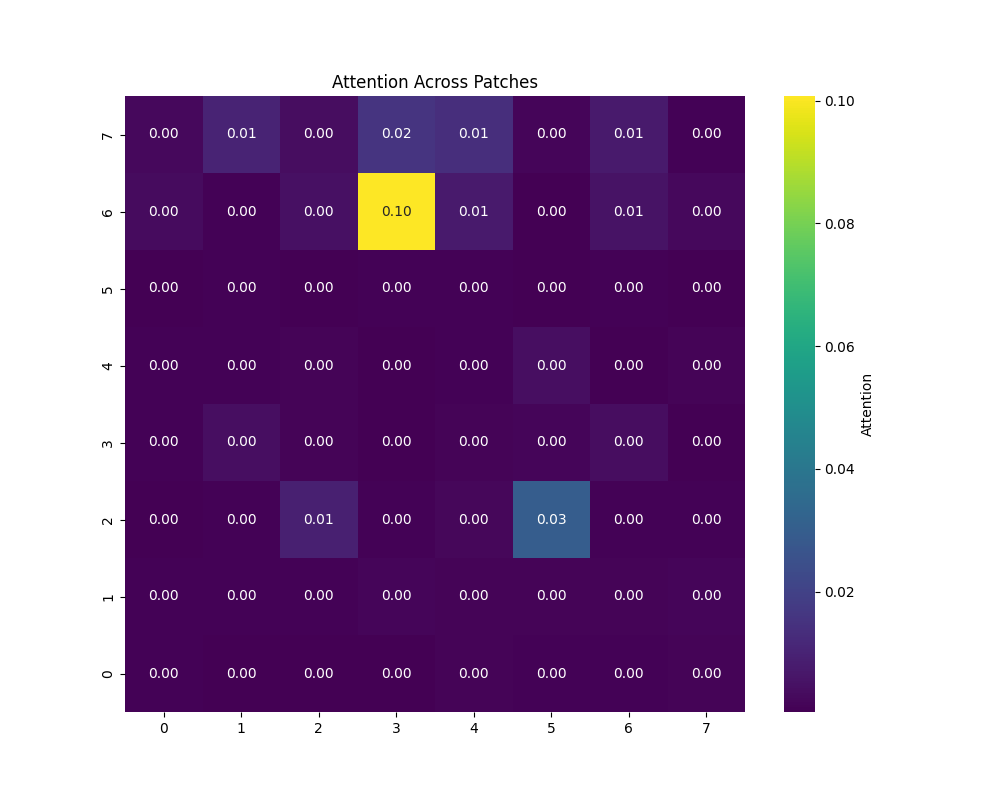 Attention Across Patches
7 0.00 0.01 0.00 0.02 0.01 0.00 0.01 0.00
6 0.00 0.00 0.00 0.10 0.01 0.00 0.01 0.00
5 0.00 0.00 0.00 0.00 0.00 0.00 0.00 0.00
4 0.00 0.00 0.00 0.00 0.00 0.00 0.00 0.00
3 0.00 0.00 0.00 0.00 0.00 0.00 0.00 0.00
2 0.00 0.00 0.01 0.00 0.00 0.03 0.00 0.00
1 0.00 0.00 0.00 0.00 0.00 0.00 0.00 0.00
0 0.00 0.00 0.00 0.00 0.00 0.00 0.00 0.00
0 1 2 3 4 5 6 7
0.10
0.08
0.06
0.04
0.02
Attention